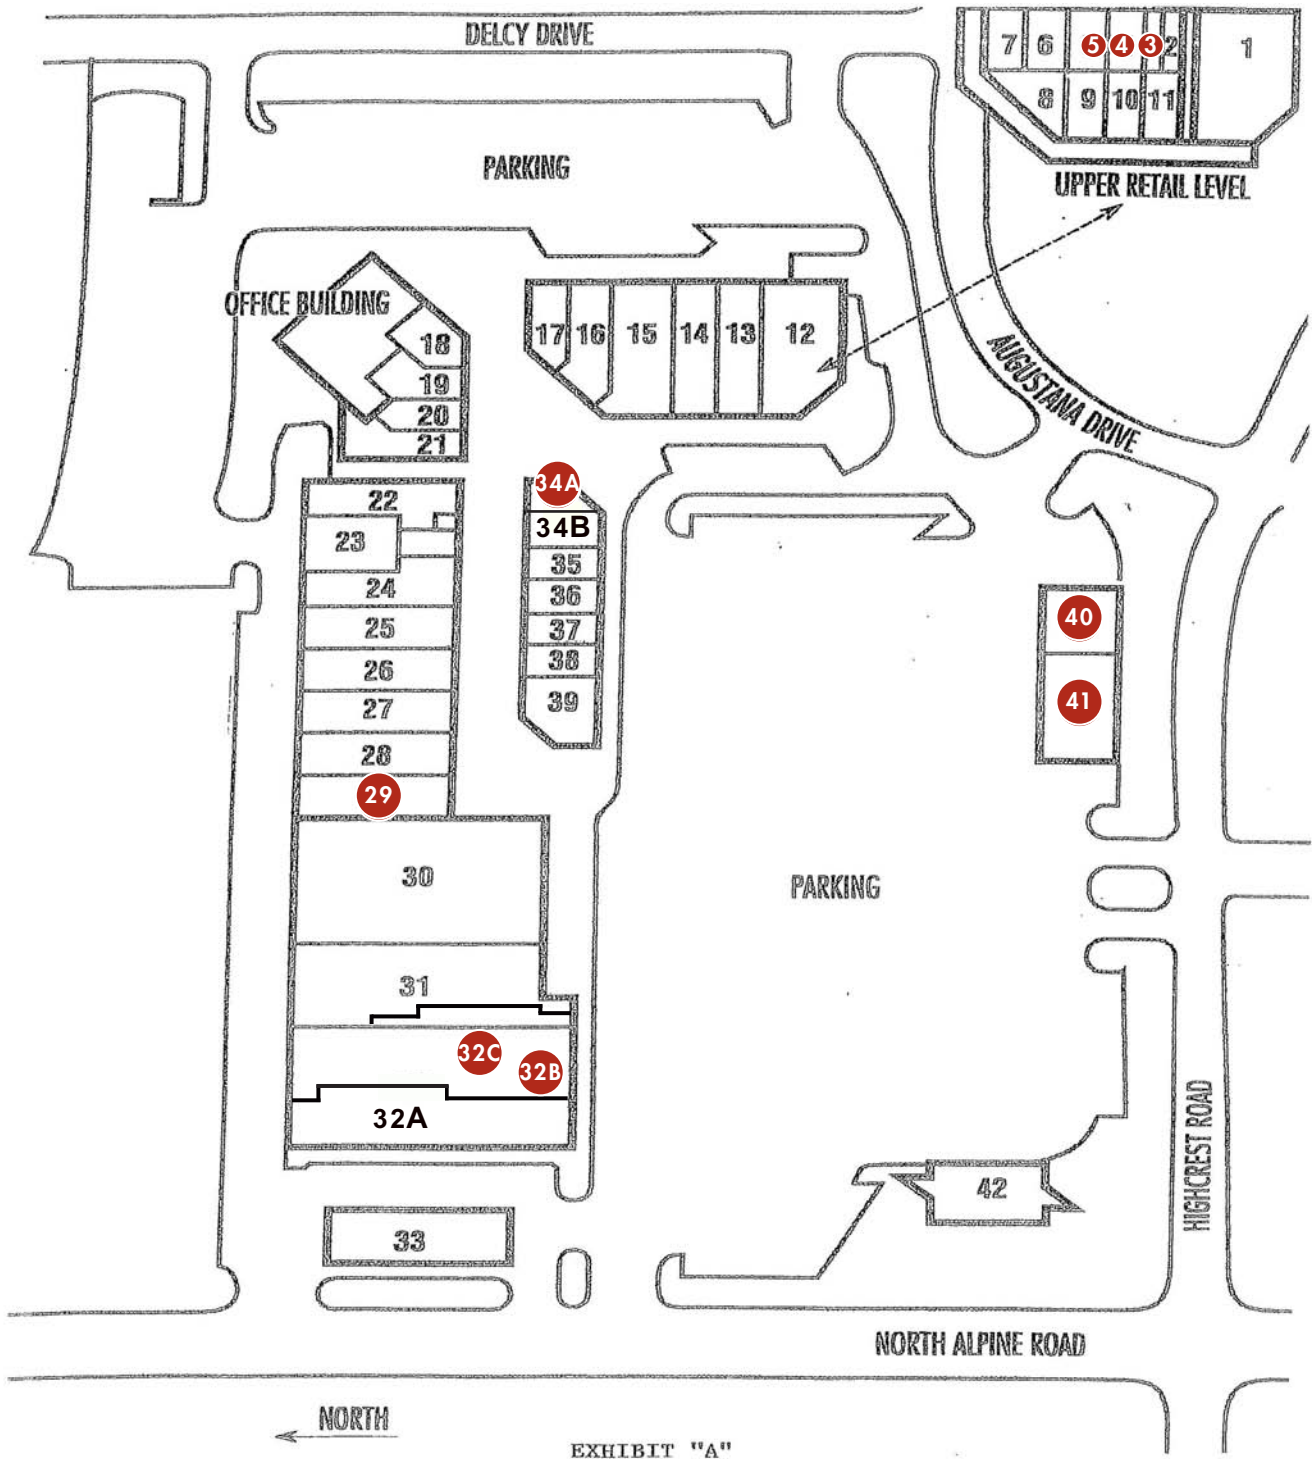 DELCY DRIVE
7 6 5 4 3 2 1
8 9 10 11
PARKING
UPPER RETAIL LEVEL
OFFICE BUILDING
17 16 15 14 13 12
18
19
20
21
AUGUSTANA DRIVE
22
34A
34B
23
35
24
36
25
37
26
38
27
39
28
29
40
41
30
PARKING
31
32C
32B
32A
42
HIGHCREST ROAD
33
NORTH ALPINE ROAD
NORTH
EXHIBIT "A"